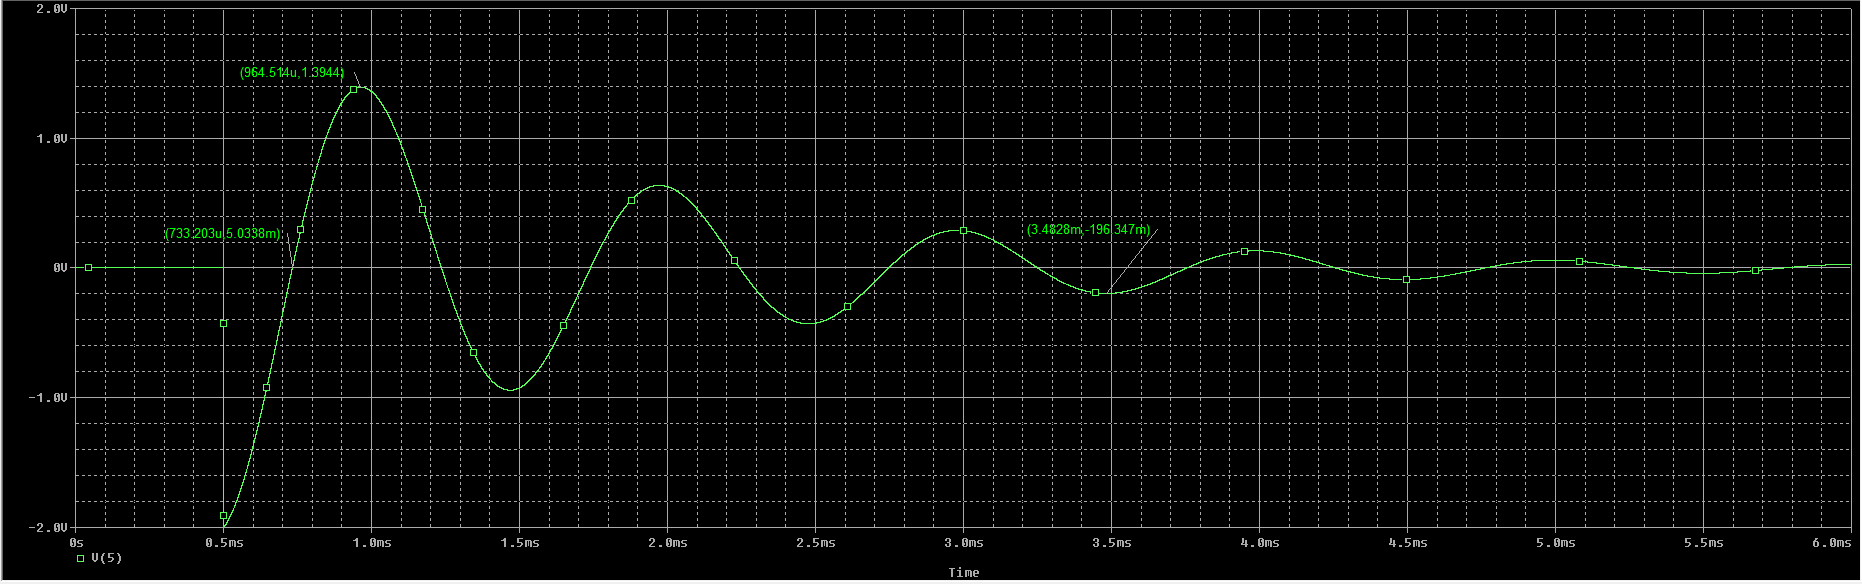 2.0V
(964.514u,1.3944)
1.0V
(733.203u,5.0338m)
(3.4828m,-196.347m)
0V
-1.0V
-2.0V
0s 0.5ms 1.0ms 1.5ms 2.0ms 2.5ms 3.0ms 3.5ms 4.0ms 4.5ms 5.0ms 5.5ms 6.0ms
V(5)
Time